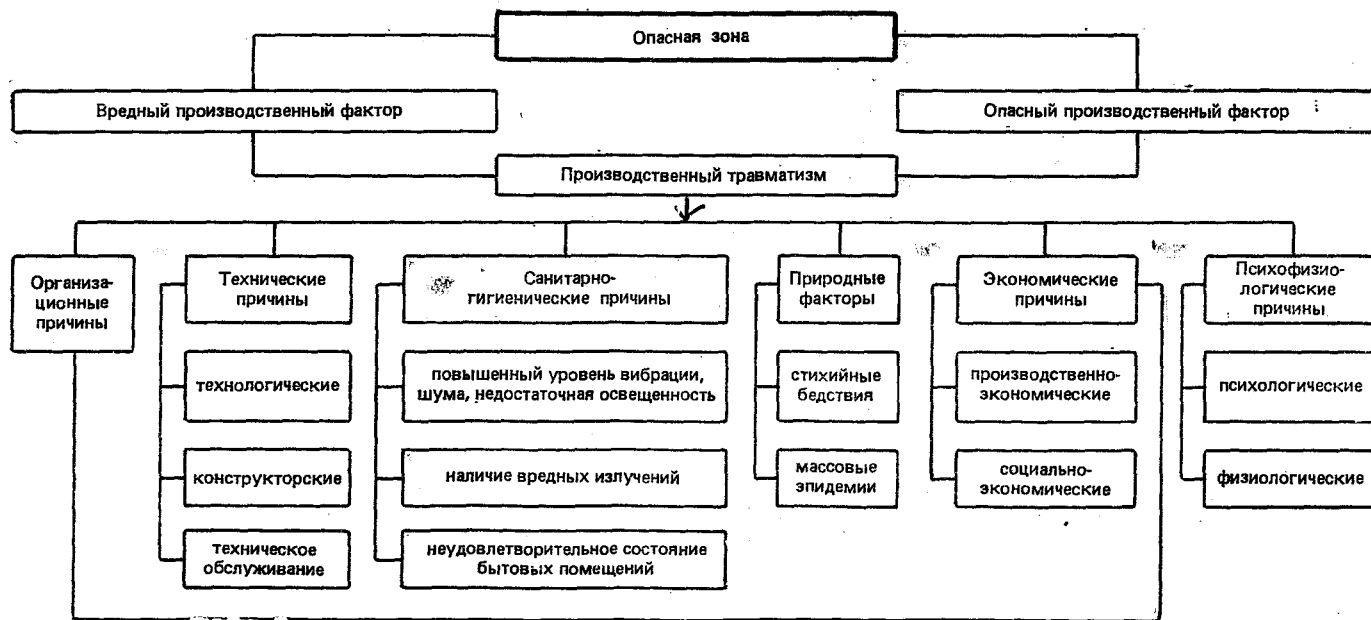 Опасная зона
Вредный производственный фактор
Опасный производственный фактор
Производственный травматизм
Организа-
ционные
причины
Технические
причины
Санитарно-
гигиенические причины
Природные
факторы
Экономические
причины
Психофизио-
логические
причины
технологические
повышенный уровень вибрации,
шума, недостаточная освещенность
стихийные
бедствия
производственно-
экономические
психологические
конструкторские
наличие вредных излучений
массовые
эпидемии
социально-
экономические
физиологические
техническое
обслуживание
неудовлетворительное состояние
бытовых помещений